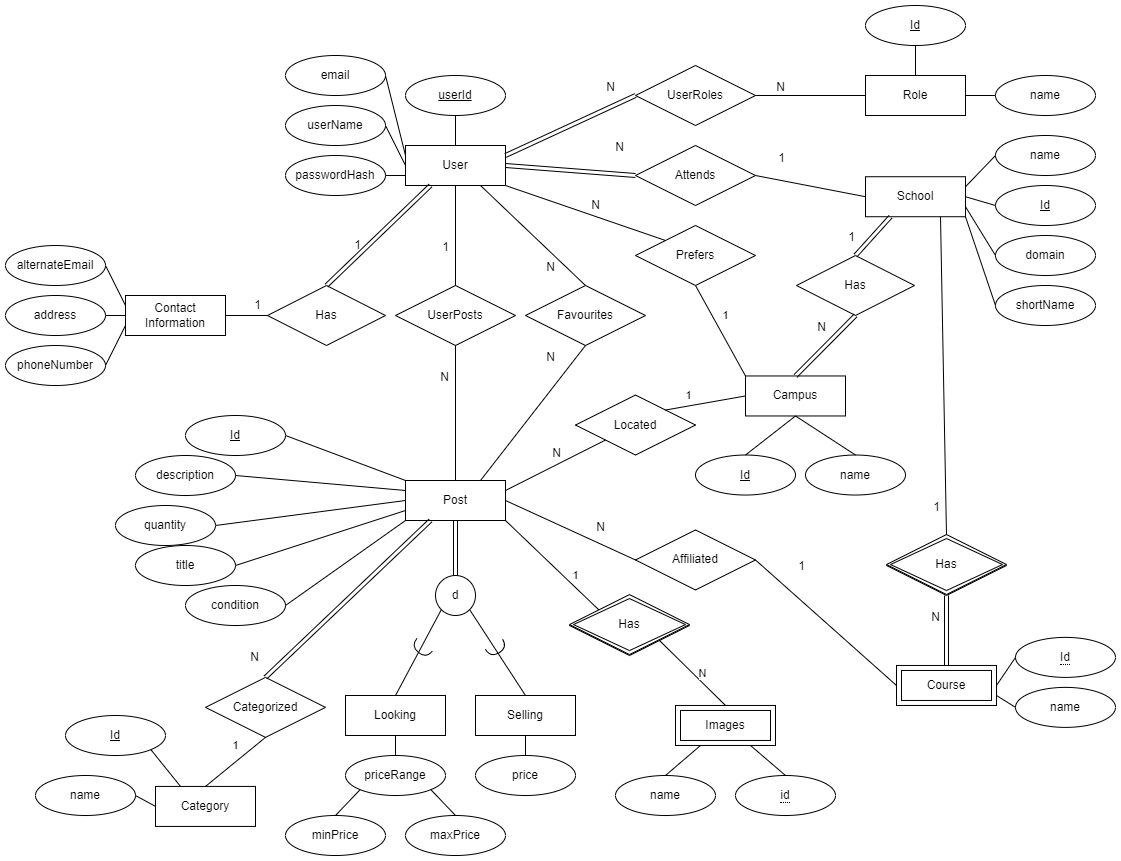 Id
email
userId
N
UserRoles
N
Role
name
userName
User
N
Attends
1
name
passwordHash
School
Id
N
Prefers
1
domain
alternateEmail
1
1
N
Has
shortName
address
Contact
Information
1
Has
UserPosts
Favourites
1
N
phoneNumber
N
N
1
Campus
Id
Located
N
description
Id
name
Post
quantity
N
1
title
Affiliated
1
Has
condition
1
d
Has
N
N
N
Id
Course
name
Categorized
Looking
Selling
Images
Id
1
name
priceRange
price
name
id
Category
minPrice
maxPrice